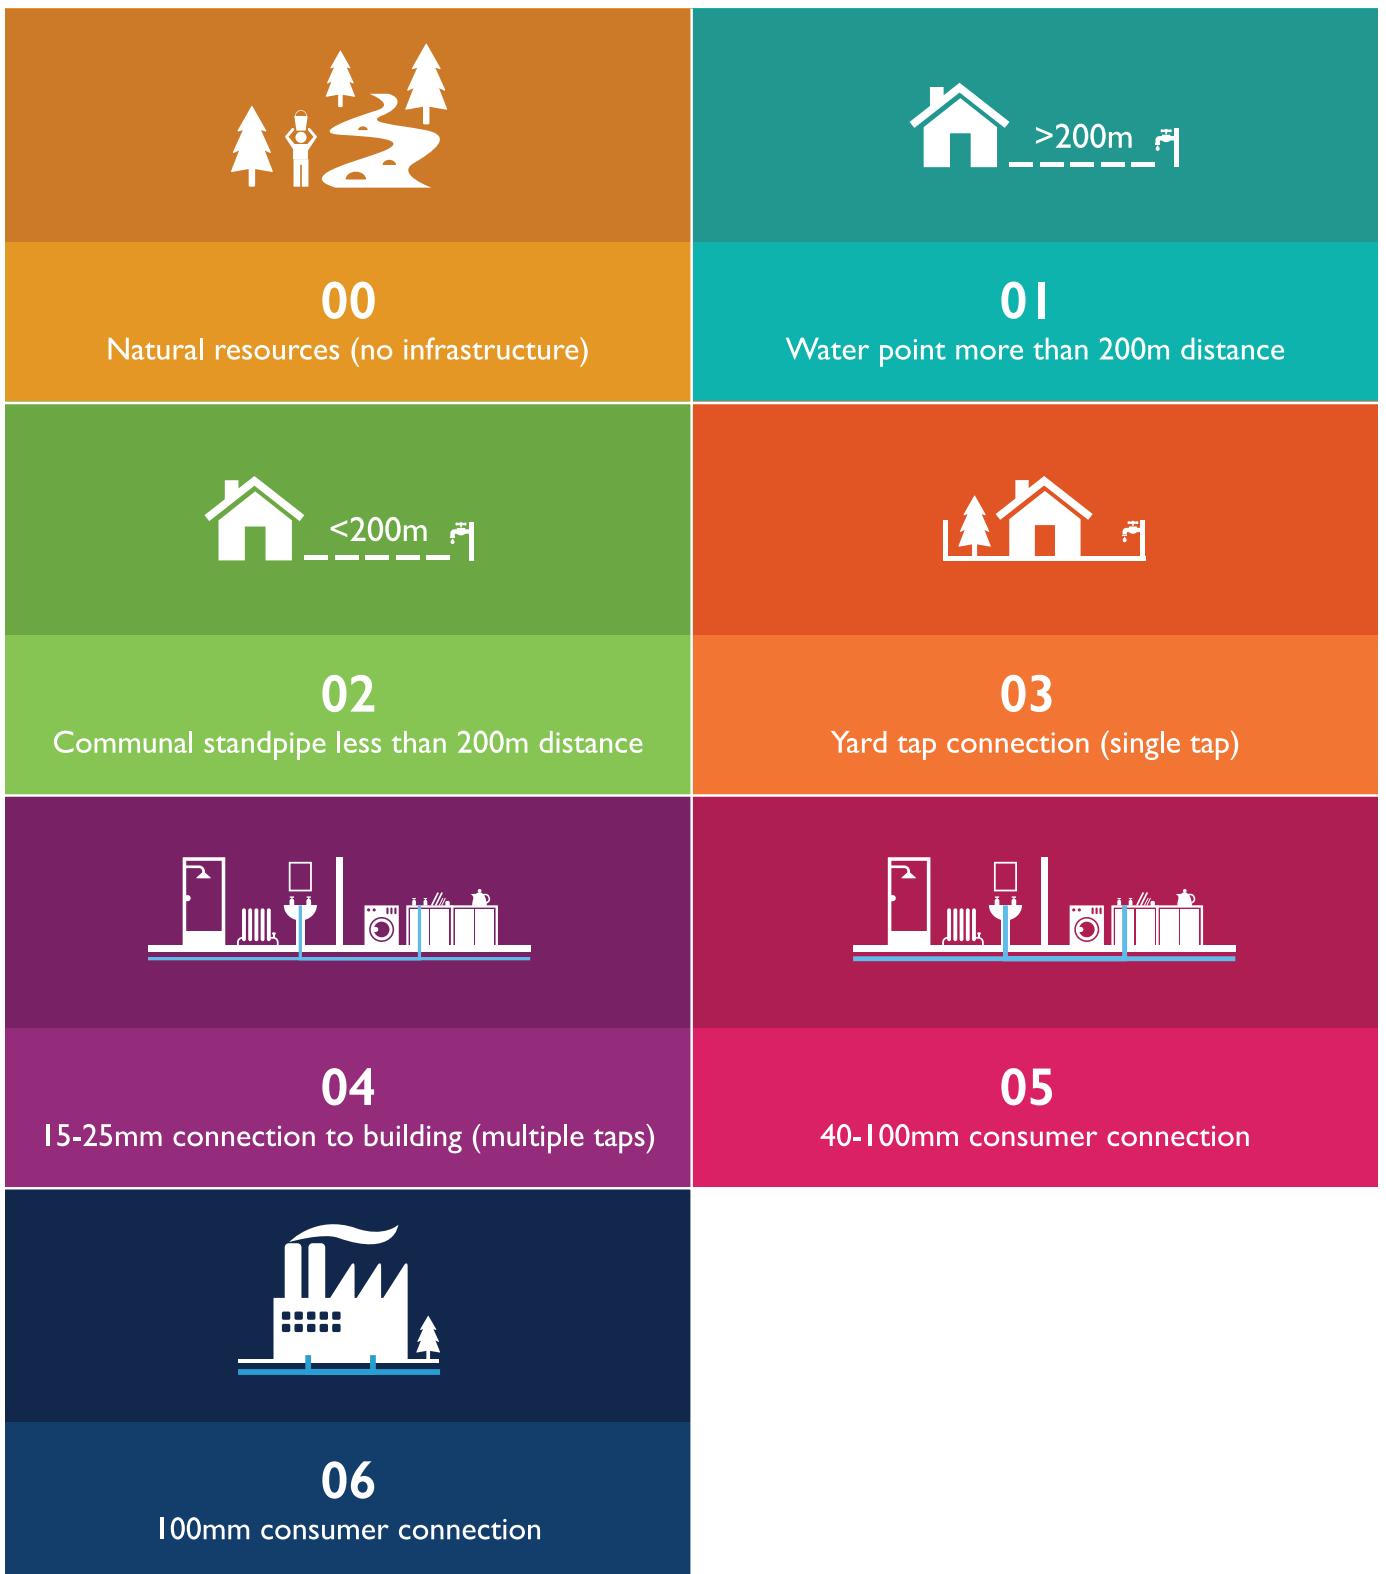 >200m
00
Natural resources (no infrastructure)
01
Water point more than 200m distance
<200m
02
Communal standpipe less than 200m distance
03
Yard tap connection (single tap)
04
15-25mm connection to building (multiple taps)
05
40-100mm consumer connection
06
100mm consumer connection